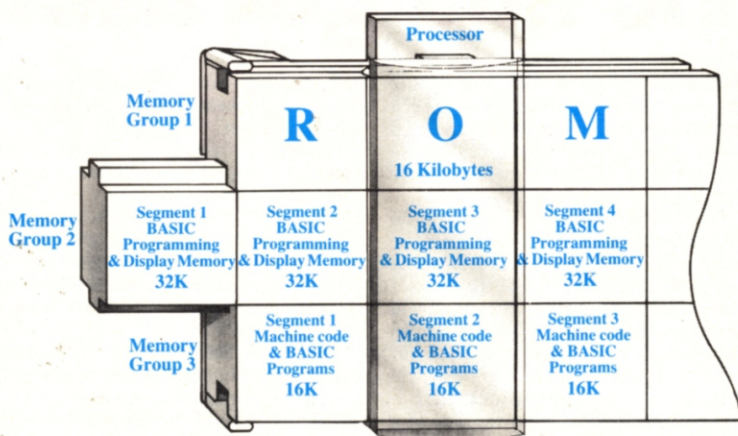 Processor
Memory
Group 1
R O M
16 Kilobytes
Memory
Group 2
Segment 1
BASIC
Programming
& Display Memory
32K
Segment 2
BASIC
Programming
& Display Memory
32K
Segment 3
BASIC
Programming
& Display Memory
32K
Segment 4
BASIC
Programming
& Display Memory
32K
Memory
Group 3
Segment 1
Machine code
& BASIC
Programs
16K
Segment 2
Machine code
& BASIC
Programs
16K
Segment 3
Machine code
& BASIC
Programs
16K